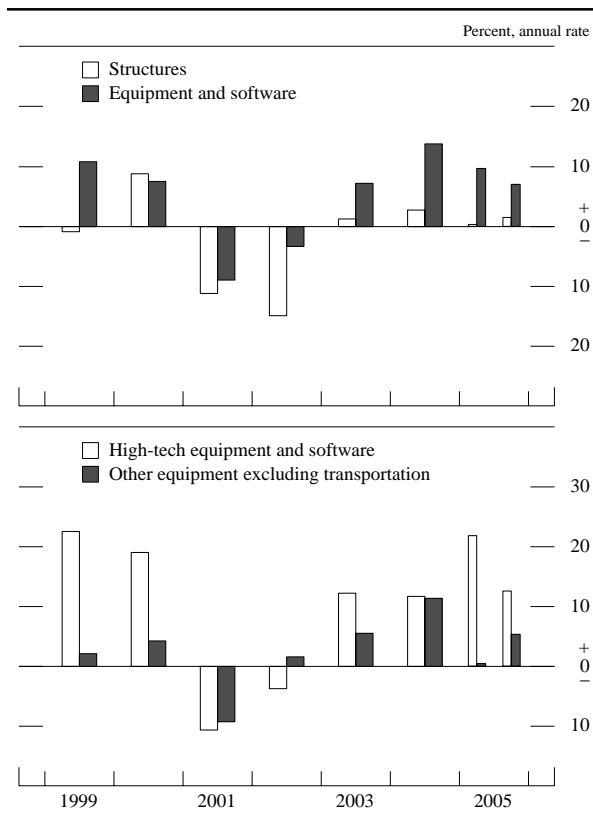 Percent, annual rate
Structures
Equipment and software
20
10
+
0
−
10
20
High-tech equipment and software
Other equipment excluding transportation
30
20
10
+
0
−
10
1999 2001 2003 2005